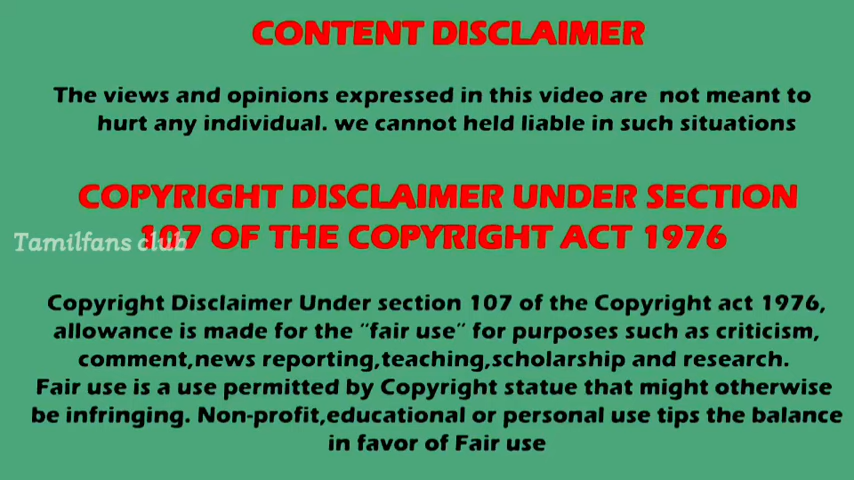 CONTENT DISCLAIMER
The views and opinions expressed in this video are not meant to
hurt any individual. we cannot held liable in such situations
COPYRIGHT DISCLAIMER UNDER SECTION
107 OF THE COPYRIGHT ACT 1976
Tamilfans club
Copyright Disclaimer Under section 107 of the Copyright act 1976,
allowance is made for the "fair use" for purposes such as criticism,
comment,news reporting,teaching,scholarship and research.
Fair use is a use permitted by Copyright statue that might otherwise
be infringing. Non-profit,educational or personal use tips the balance
in favor of Fair use